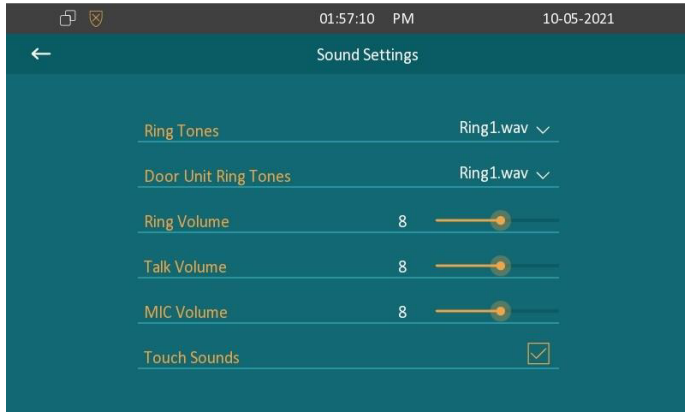 01:57:10 PM 10-05-2021
Sound Settings
Ring Tones Ring1.wav
Door Unit Ring Tones Ring1.wav
Ring Volume 8
Talk Volume 8
MIC Volume 8
Touch Sounds